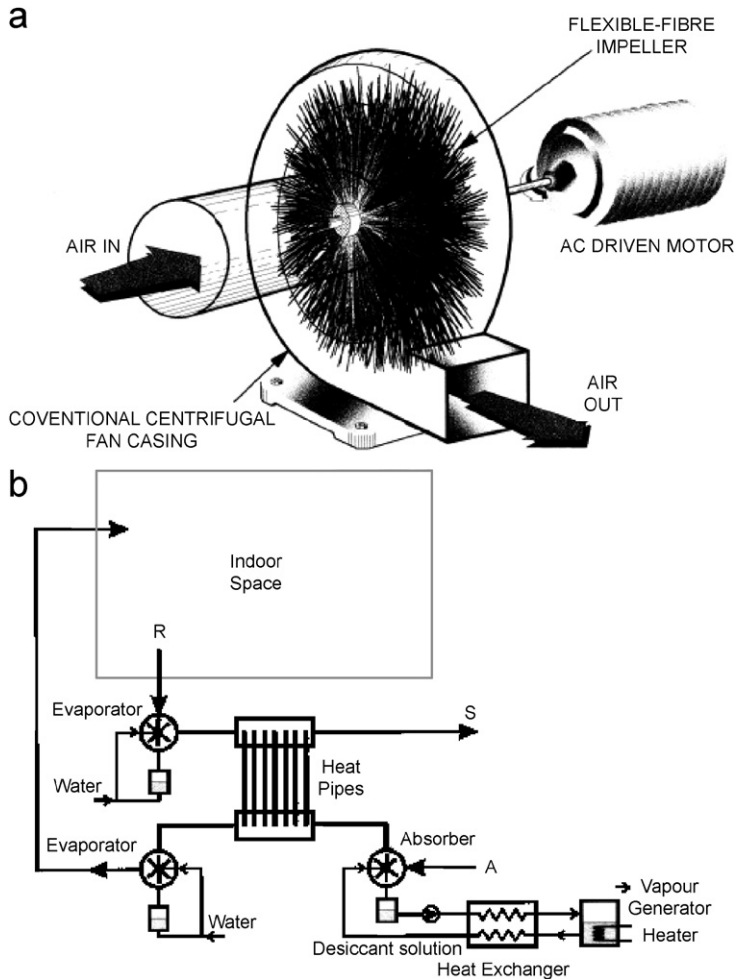 a
FLEXIBLE-FIBRE
IMPELLER
AIR IN
AC DRIVEN MOTOR
COVENTIONAL CENTRIFUGAL
FAN CASING
AIR
OUT
b
Indoor
Space
R
Evaporator
S
Water
Heat
Pipes
Evaporator
Absorber
A
Water
Vapour
Generator
Heater
Desiccant solution
Heat Exchanger